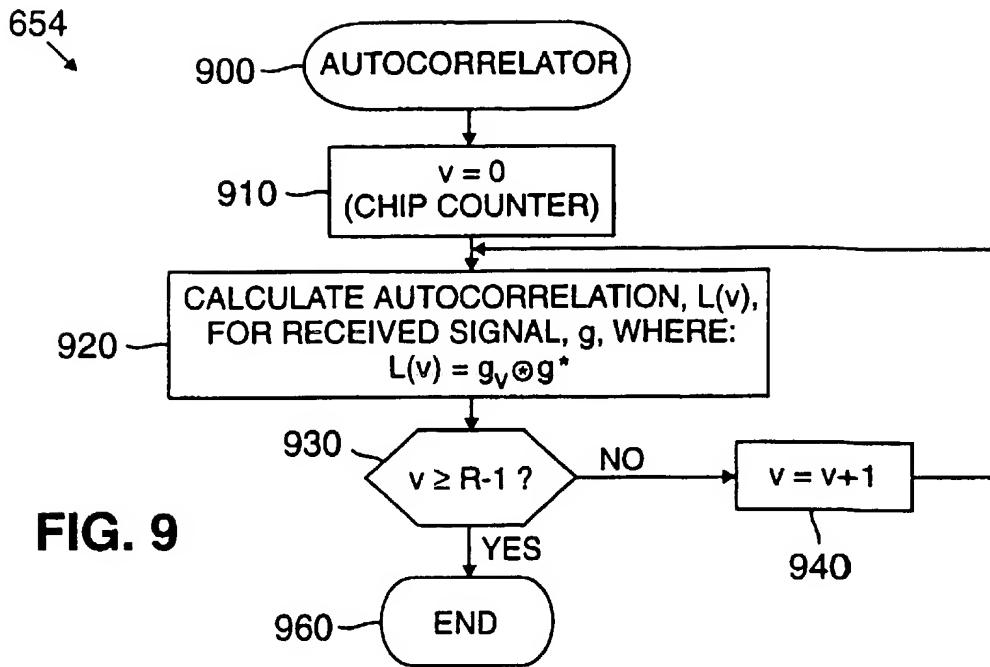 654
900
AUTOCORRELATOR
910
v = 0
(CHIP COUNTER)
920
CALCULATE AUTOCORRELATION, L(v),
FOR RECEIVED SIGNAL, g, WHERE:
L(v) = g_v ⊛ g*
930
v ≥ R-1 ?
NO
v = v+1
940
YES
FIG. 9
960
END